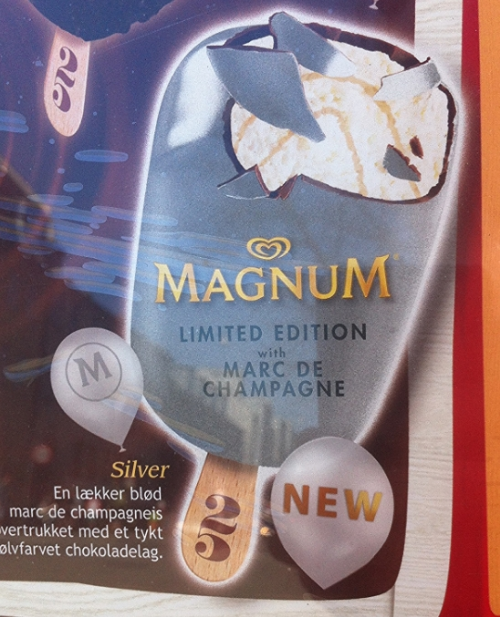 MAGNUM
LIMITED EDITION
with
MARC DE
CHAMPAGNE
M
Silver
En lækker blød
marc de champagneis
vertrukket med et tykt
ølvfarvet chokoladelag.
NEW